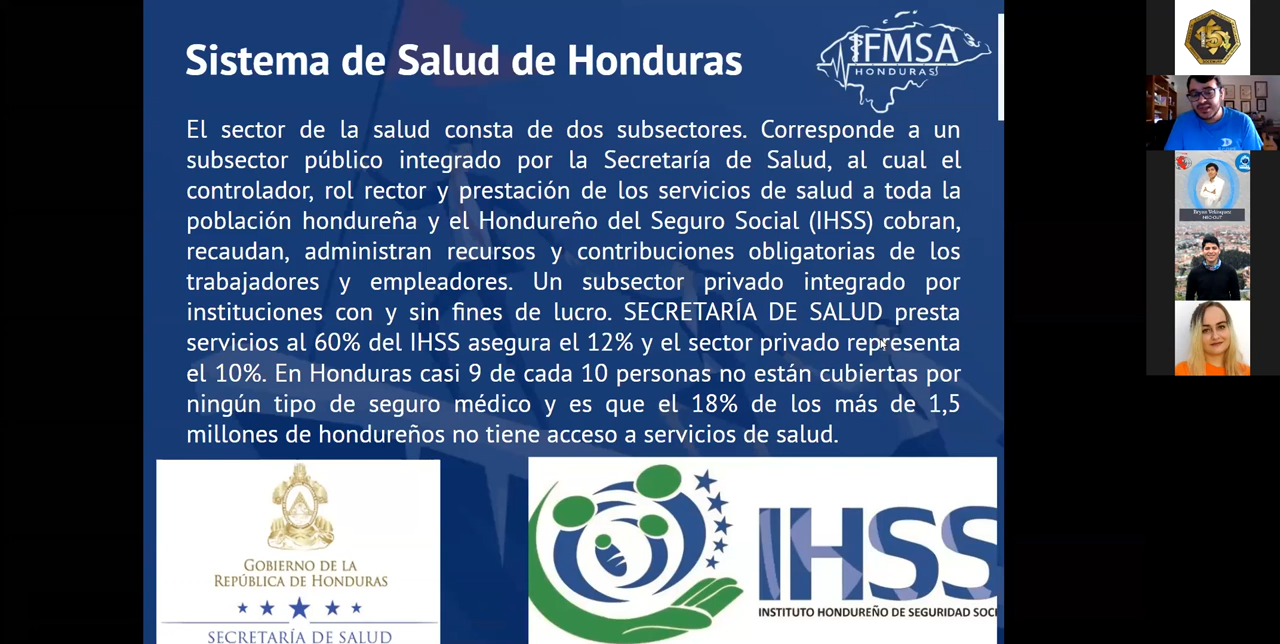 Sistema de Salud de Honduras
IFMSA
HONDURAS
El sector de la salud consta de dos subsectores. Corresponde a un
subsector público integrado por la Secretaría de Salud, al cual el
controlador, rol rector y prestación de los servicios de salud a toda la
población hondureña y el Hondureño del Seguro Social (IHSS) cobran,
recaudan, administran recursos y contribuciones obligatorias de los
trabajadores y empleadores. Un subsector privado integrado por
instituciones con y sin fines de lucro. SECRETARÍA DE SALUD presta
servicios al 60% del IHSS asegura el 12% y el sector privado representa
el 10%. En Honduras casi 9 de cada 10 personas no están cubiertas por
ningún tipo de seguro médico y es que el 18% de los más de 1,5
millones de hondureños no tiene acceso a servicios de salud.
GOBIERNO DE LA
REPÚBLICA DE HONDURAS
SECRETARÍA DE SALUD
IHSS
INSTITUTO HONDUREÑO DE SEGURIDAD SOCI